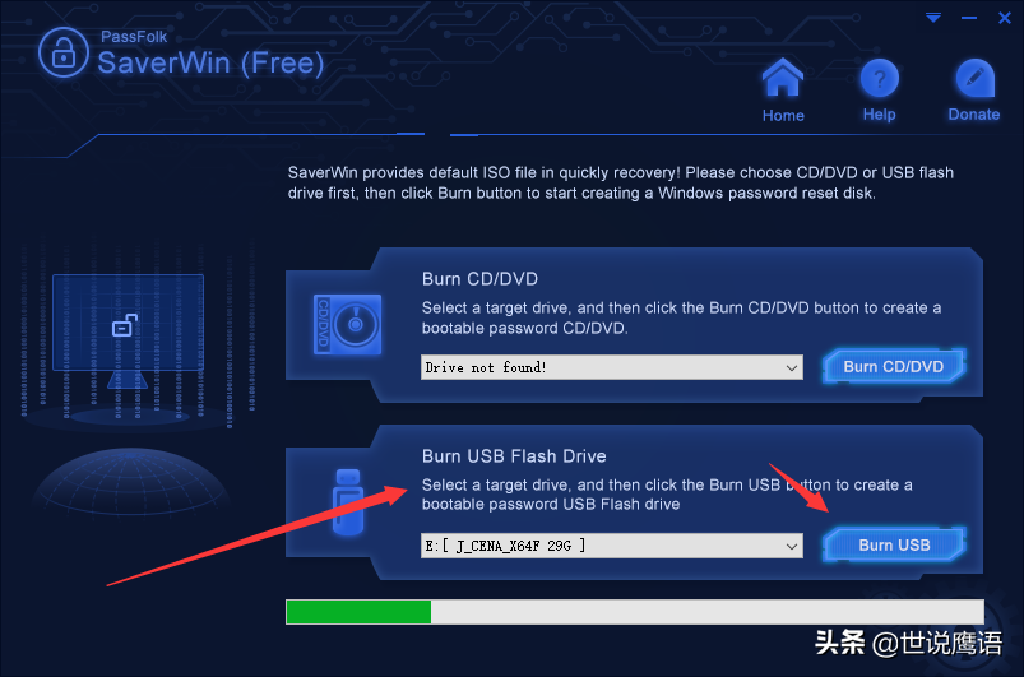 PassFolk
SaverWin (Free)
Home
Help
Donate
SaverWin provides default ISO file in quickly recovery! Please choose CD/DVD or USB flash
drive first, then click Burn button to start creating a Windows password reset disk.
Burn CD/DVD
Select a target drive, and then click the Burn CD/DVD button to create a
bootable password CD/DVD.
CD/DVD
Drive not found!
Burn CD/DVD
Burn USB Flash Drive
Select a target drive, and then click the Burn USB button to create a
bootable password USB Flash drive
E:[ J_CENA_X64F 29G ]
Burn USB
头条 @世说鹰语